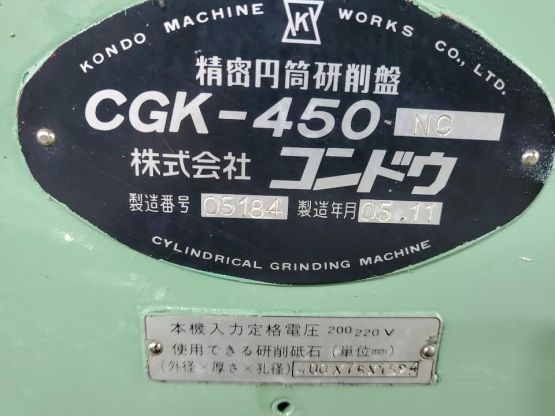 KONDO MACHINE WORKS CO., LTD.
K
精密円筒研削盤
CGK-450-NC
株式会社 コンドウ
製造番号 05184 製造年月 05.11
CYLINDRICAL GRINDING MACHINE
本機入力定格電圧 200 220V
使用できる研削砥石(単位mm)
(外径×厚さ×孔径)